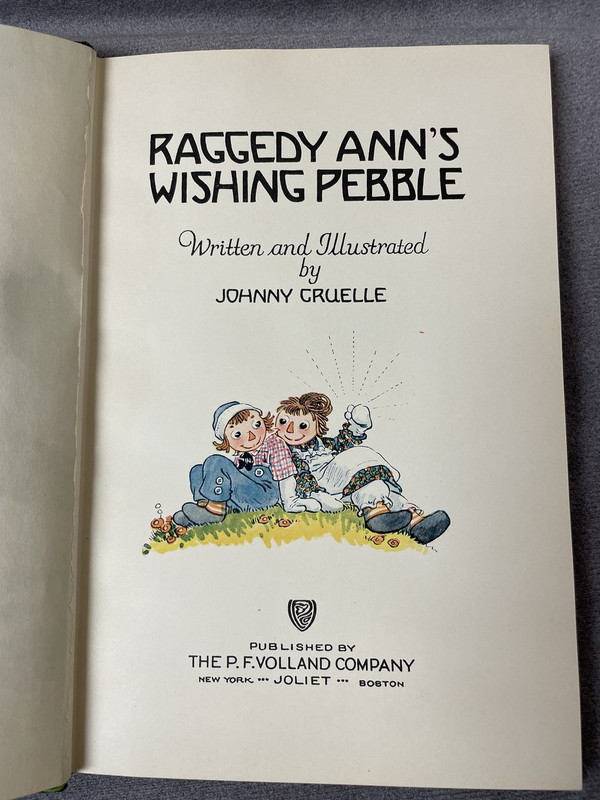 RAGGEDY ANN'S
WISHING PEBBLE
Written and Illustrated
by
JOHNNY GRUELLE
PUBLISHED BY
THE P. F. VOLLAND COMPANY
NEW YORK ••• JOLIET ••• BOSTON